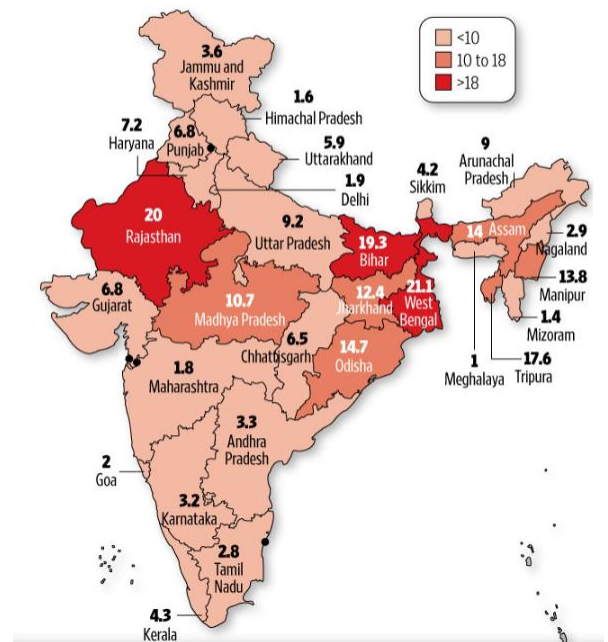 <10
10 to 18
>18
3.6
Jammu and
Kashmir
1.6
Himachal Pradesh
7.2
Haryana
6.8
Punjab
5.9
Uttarakhand
1.9
Delhi
4.2
Sikkim
9
Arunachal
Pradesh
20
Rajasthan
9.2
Uttar Pradesh
19.3
Bihar
14 Assam
2.9
Nagaland
13.8
Manipur
1.4
Mizoram
17.6
Tripura
1
Meghalaya
6.8
Gujarat
10.7
Madhya Pradesh
12.4
Jharkhand
21.1
West
Bengal
6.5
Chhattisgarh
14.7
Odisha
1.8
Maharashtra
3.3
Andhra
Pradesh
2
Goa
3.2
Karnataka
2.8
Tamil
Nadu
4.3
Kerala